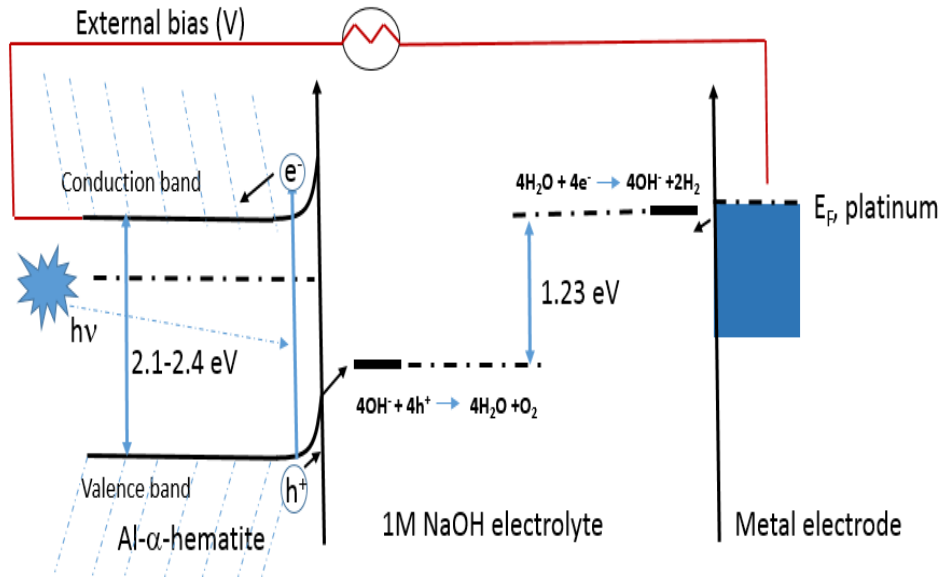 External bias (V)
e⁻
Conduction band
4H₂O + 4e⁻ → 4OH⁻ +2H₂
E_F, platinum
hν
1.23 eV
2.1-2.4 eV
4OH⁻ + 4h⁺ → 4H₂O +O₂
Valence band
h⁺
Al-α-hematite
1M NaOH electrolyte
Metal electrode